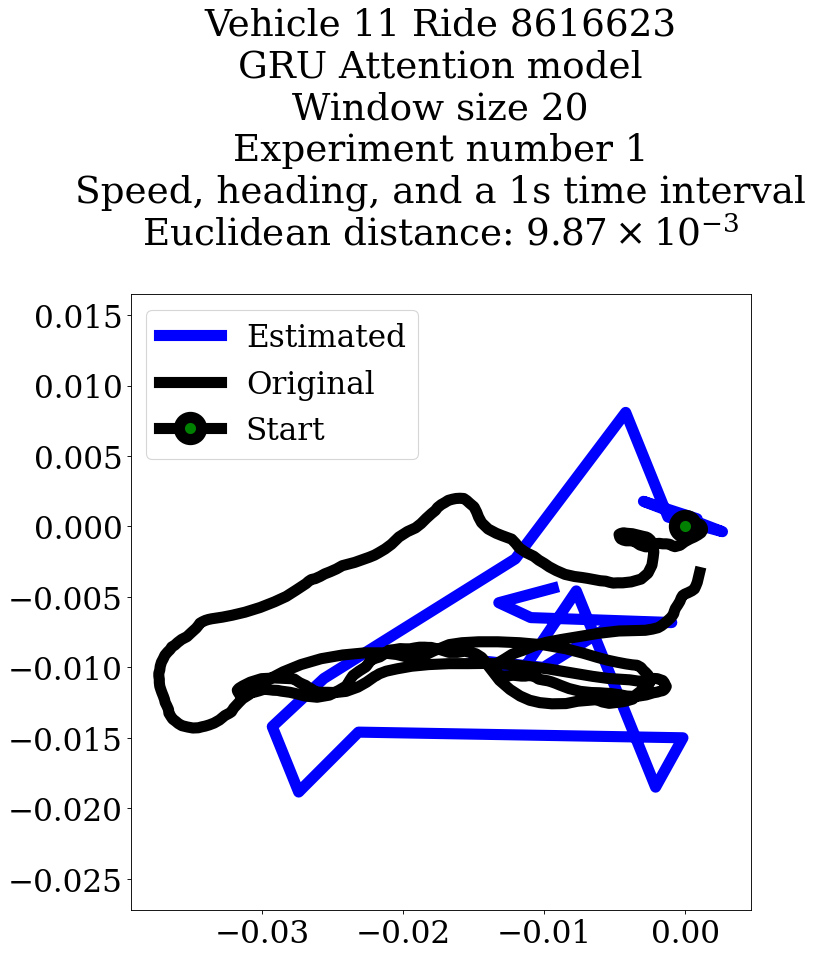 Vehicle 11 Ride 8616623
GRU Attention model
Window size 20
Experiment number 1
Speed, heading, and a 1s time interval
Euclidean distance: 9.87 × 10⁻³
Estimated
Original
Start
0.015
0.010
0.005
0.000
−0.005
−0.010
−0.015
−0.020
−0.025
−0.03
−0.02
−0.01
0.00